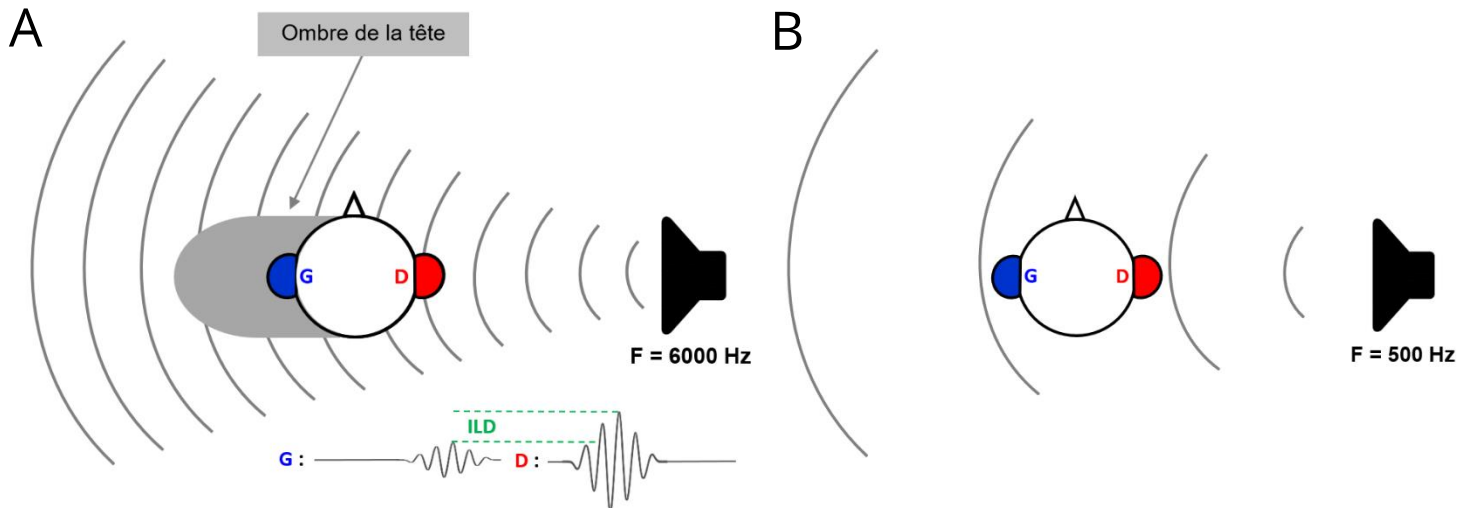 A
Ombre de la tête
G
D
F = 6000 Hz
ILD
G :
D :
B
G
D
F = 500 Hz